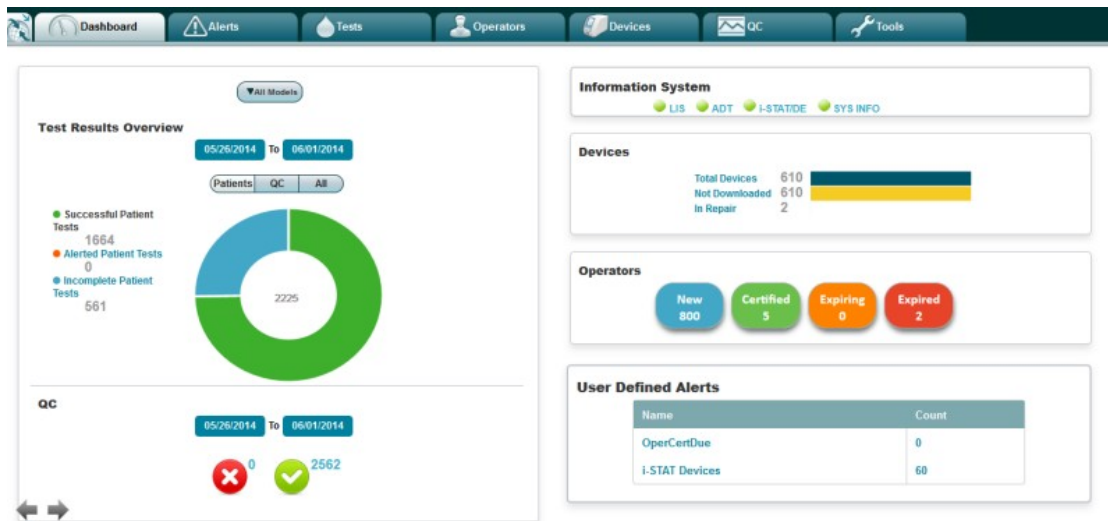 Dashboard
Alerts
Tests
Operators
Devices
QC
Tools
▼All Models
Test Results Overview
05/26/2014 To 06/01/2014
Patients QC All
Successful Patient
Tests
1664
Alerted Patient Tests
0
Incomplete Patient
Tests
561
2225
QC
05/26/2014 To 06/01/2014
0
2562
Information System
LIS ADT i-STAT/DE SYS INFO
Devices
Total Devices 610
Not Downloaded 610
In Repair 2
Operators
New
800
Certified
5
Expiring
0
Expired
2
User Defined Alerts
Name Count
OperCertDue 0
i-STAT Devices 60